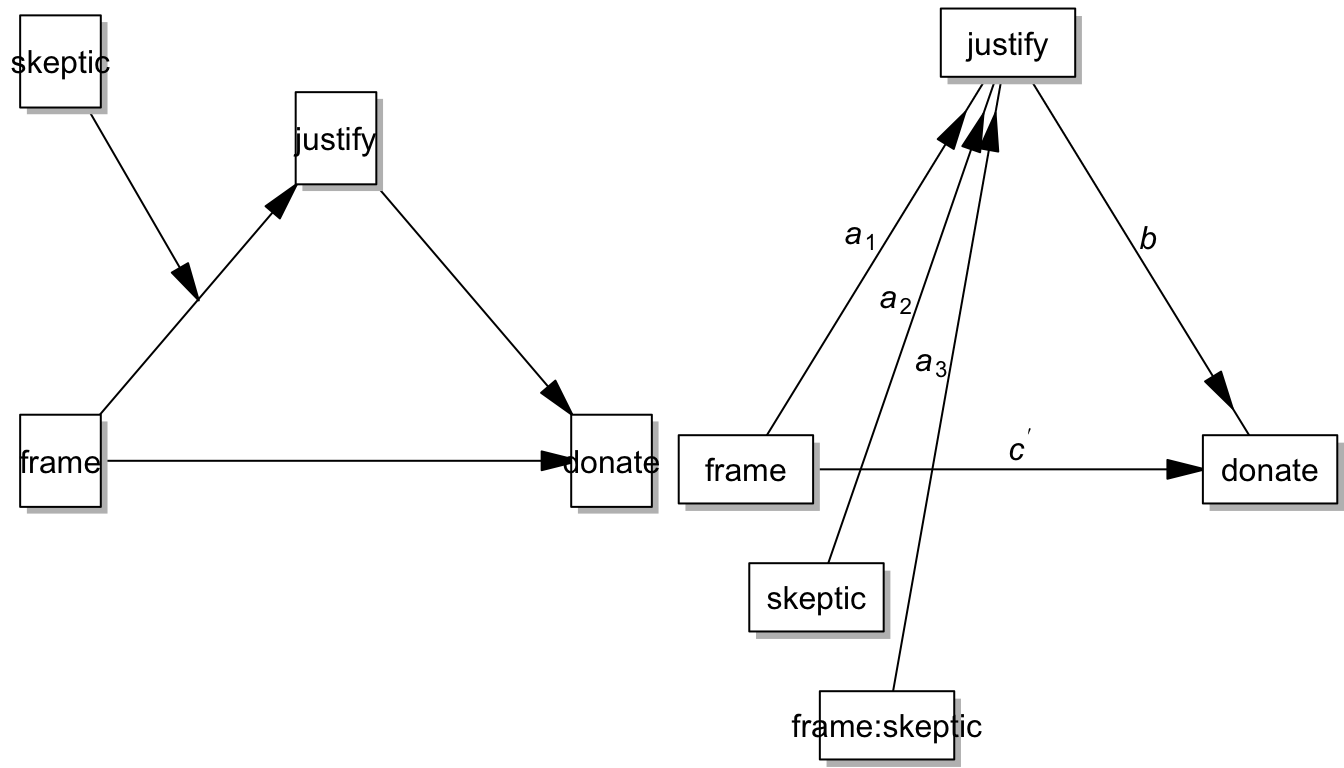 skeptic
justify
frame
donate
justify
a1
b
a2
a3
frame
c′
donate
skeptic
frame:skeptic